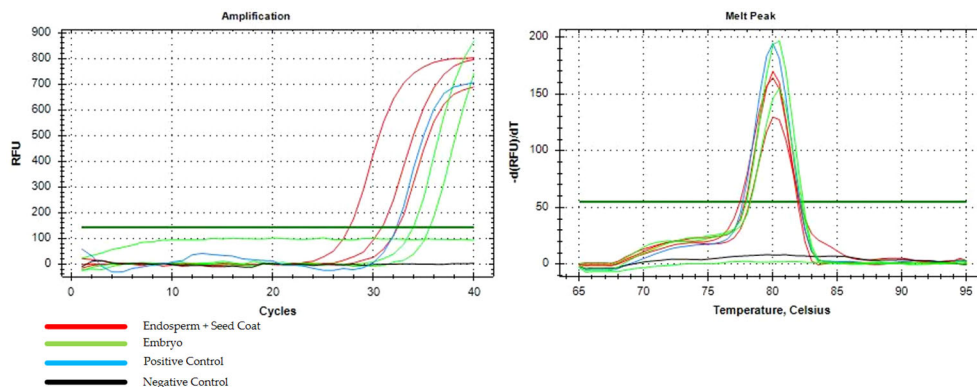 Amplification
900
800
700
600
500
400
300
200
100
0
RFU
0
10
20
30
40
Cycles
Melt Peak
200
150
100
50
0
-d(RFU)/dT
65
70
75
80
85
90
95
Temperature, Celsius
Endosperm + Seed Coat
Embryo
Positive Control
Negative Control